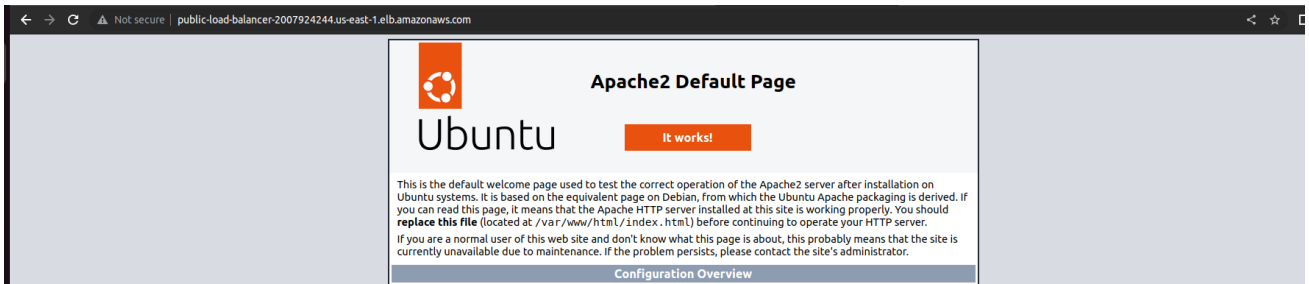 Not secure | public-load-balancer-2007924244.us-east-1.elb.amazonaws.com
Apache2 Default Page
Ubuntu
It works!
This is the default welcome page used to test the correct operation of the Apache2 server after installation on
Ubuntu systems. It is based on the equivalent page on Debian, from which the Ubuntu Apache packaging is derived. If
you can read this page, it means that the Apache HTTP server installed at this site is working properly. You should
replace this file (located at /var/www/html/index.html) before continuing to operate your HTTP server.
If you are a normal user of this web site and don't know what this page is about, this probably means that the site is
currently unavailable due to maintenance. If the problem persists, please contact the site's administrator.
Configuration Overview